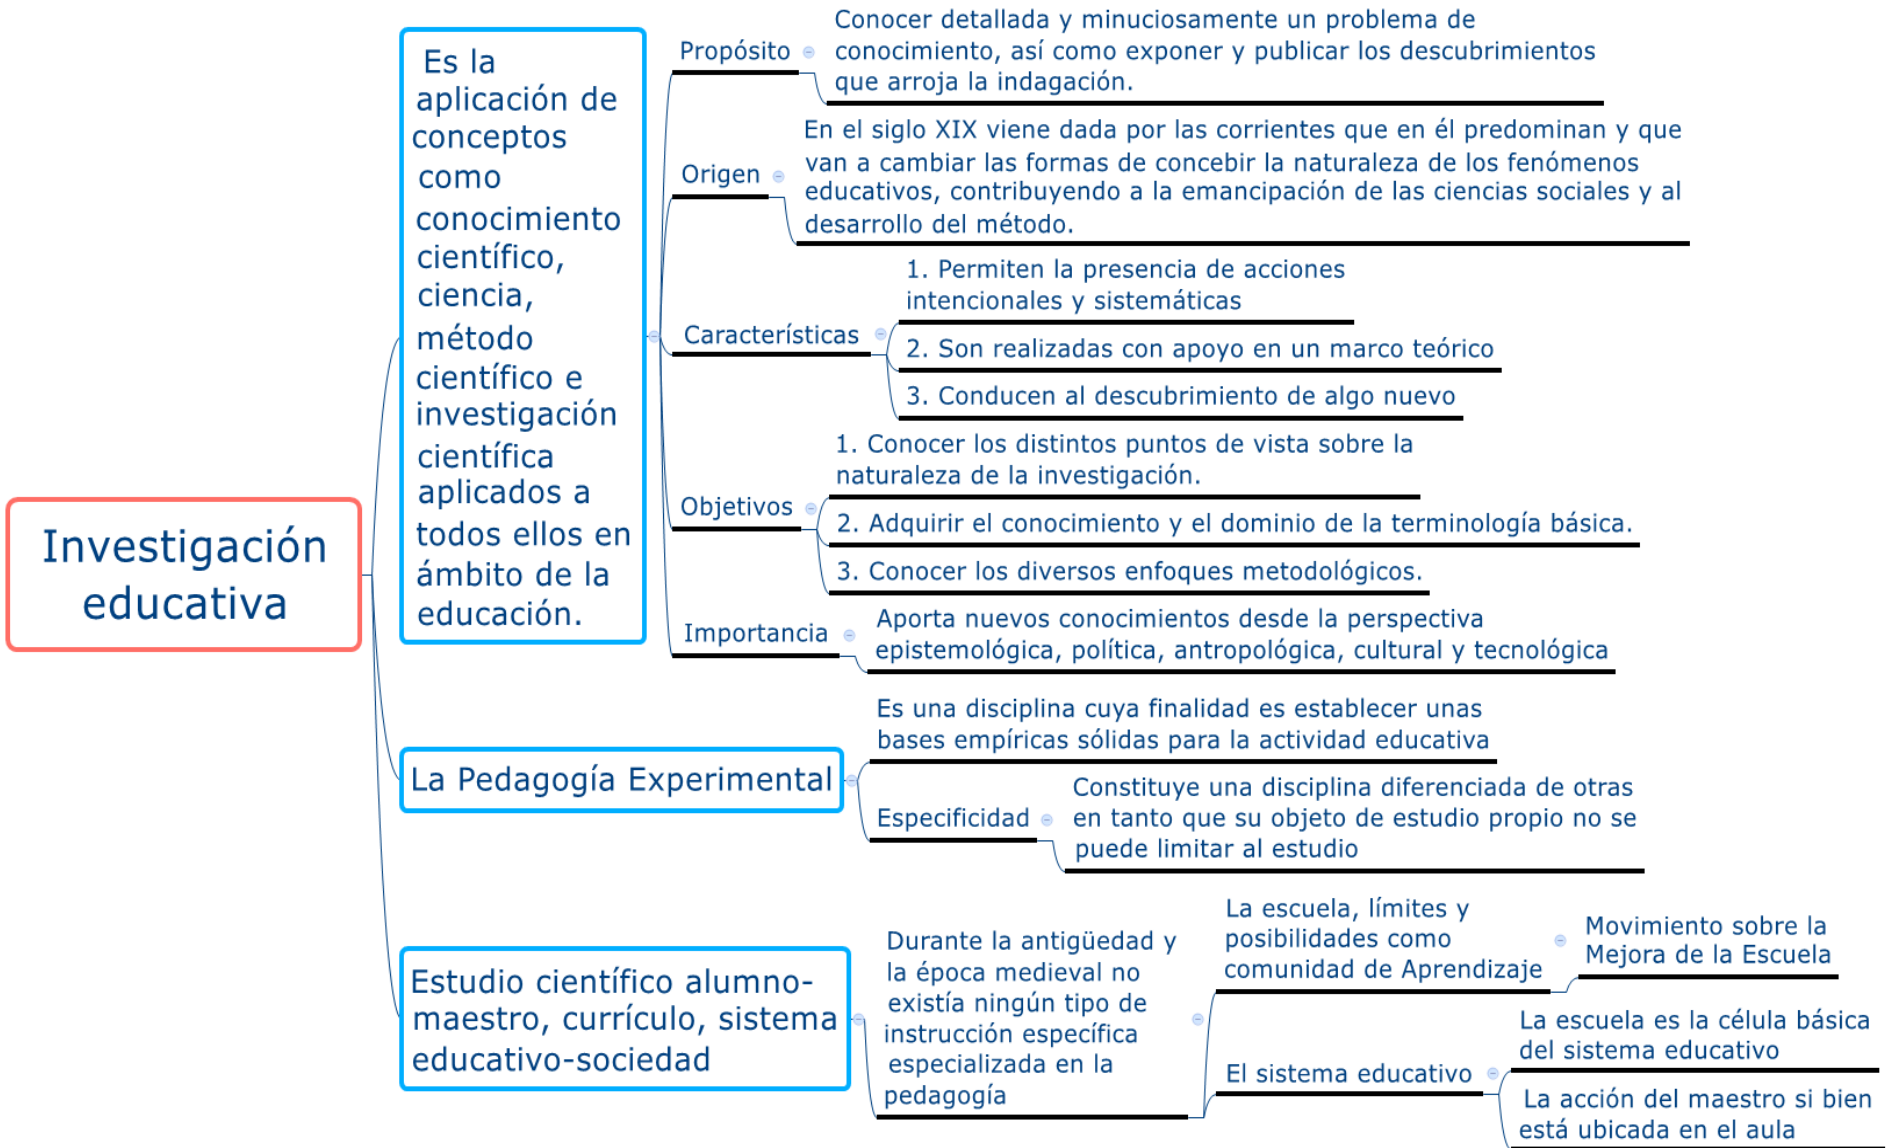 Investigación
educativa
Es la
aplicación de
conceptos
como
conocimiento
científico,
ciencia,
método
científico e
investigación
científica
aplicados a
todos ellos en
ámbito de la
educación.
Propósito
Conocer detallada y minuciosamente un problema de
conocimiento, así como exponer y publicar los descubrimientos
que arroja la indagación.
Origen
En el siglo XIX viene dada por las corrientes que en él predominan y que
van a cambiar las formas de concebir la naturaleza de los fenómenos
educativos, contribuyendo a la emancipación de las ciencias sociales y al
desarrollo del método.
Características
1. Permiten la presencia de acciones
intencionales y sistemáticas
2. Son realizadas con apoyo en un marco teórico
3. Conducen al descubrimiento de algo nuevo
Objetivos
1. Conocer los distintos puntos de vista sobre la
naturaleza de la investigación.
2. Adquirir el conocimiento y el dominio de la terminología básica.
3. Conocer los diversos enfoques metodológicos.
Importancia
Aporta nuevos conocimientos desde la perspectiva
epistemológica, política, antropológica, cultural y tecnológica
La Pedagogía Experimental
Es una disciplina cuya finalidad es establecer unas
bases empíricas sólidas para la actividad educativa
Especificidad
Constituye una disciplina diferenciada de otras
en tanto que su objeto de estudio propio no se
puede limitar al estudio
Estudio científico alumno-
maestro, currículo, sistema
educativo-sociedad
Durante la antigüedad y
la época medieval no
existía ningún tipo de
instrucción específica
especializada en la
pedagogía
La escuela, límites y
posibilidades como
comunidad de Aprendizaje
Movimiento sobre la
Mejora de la Escuela
El sistema educativo
La escuela es la célula básica
del sistema educativo
La acción del maestro si bien
está ubicada en el aula